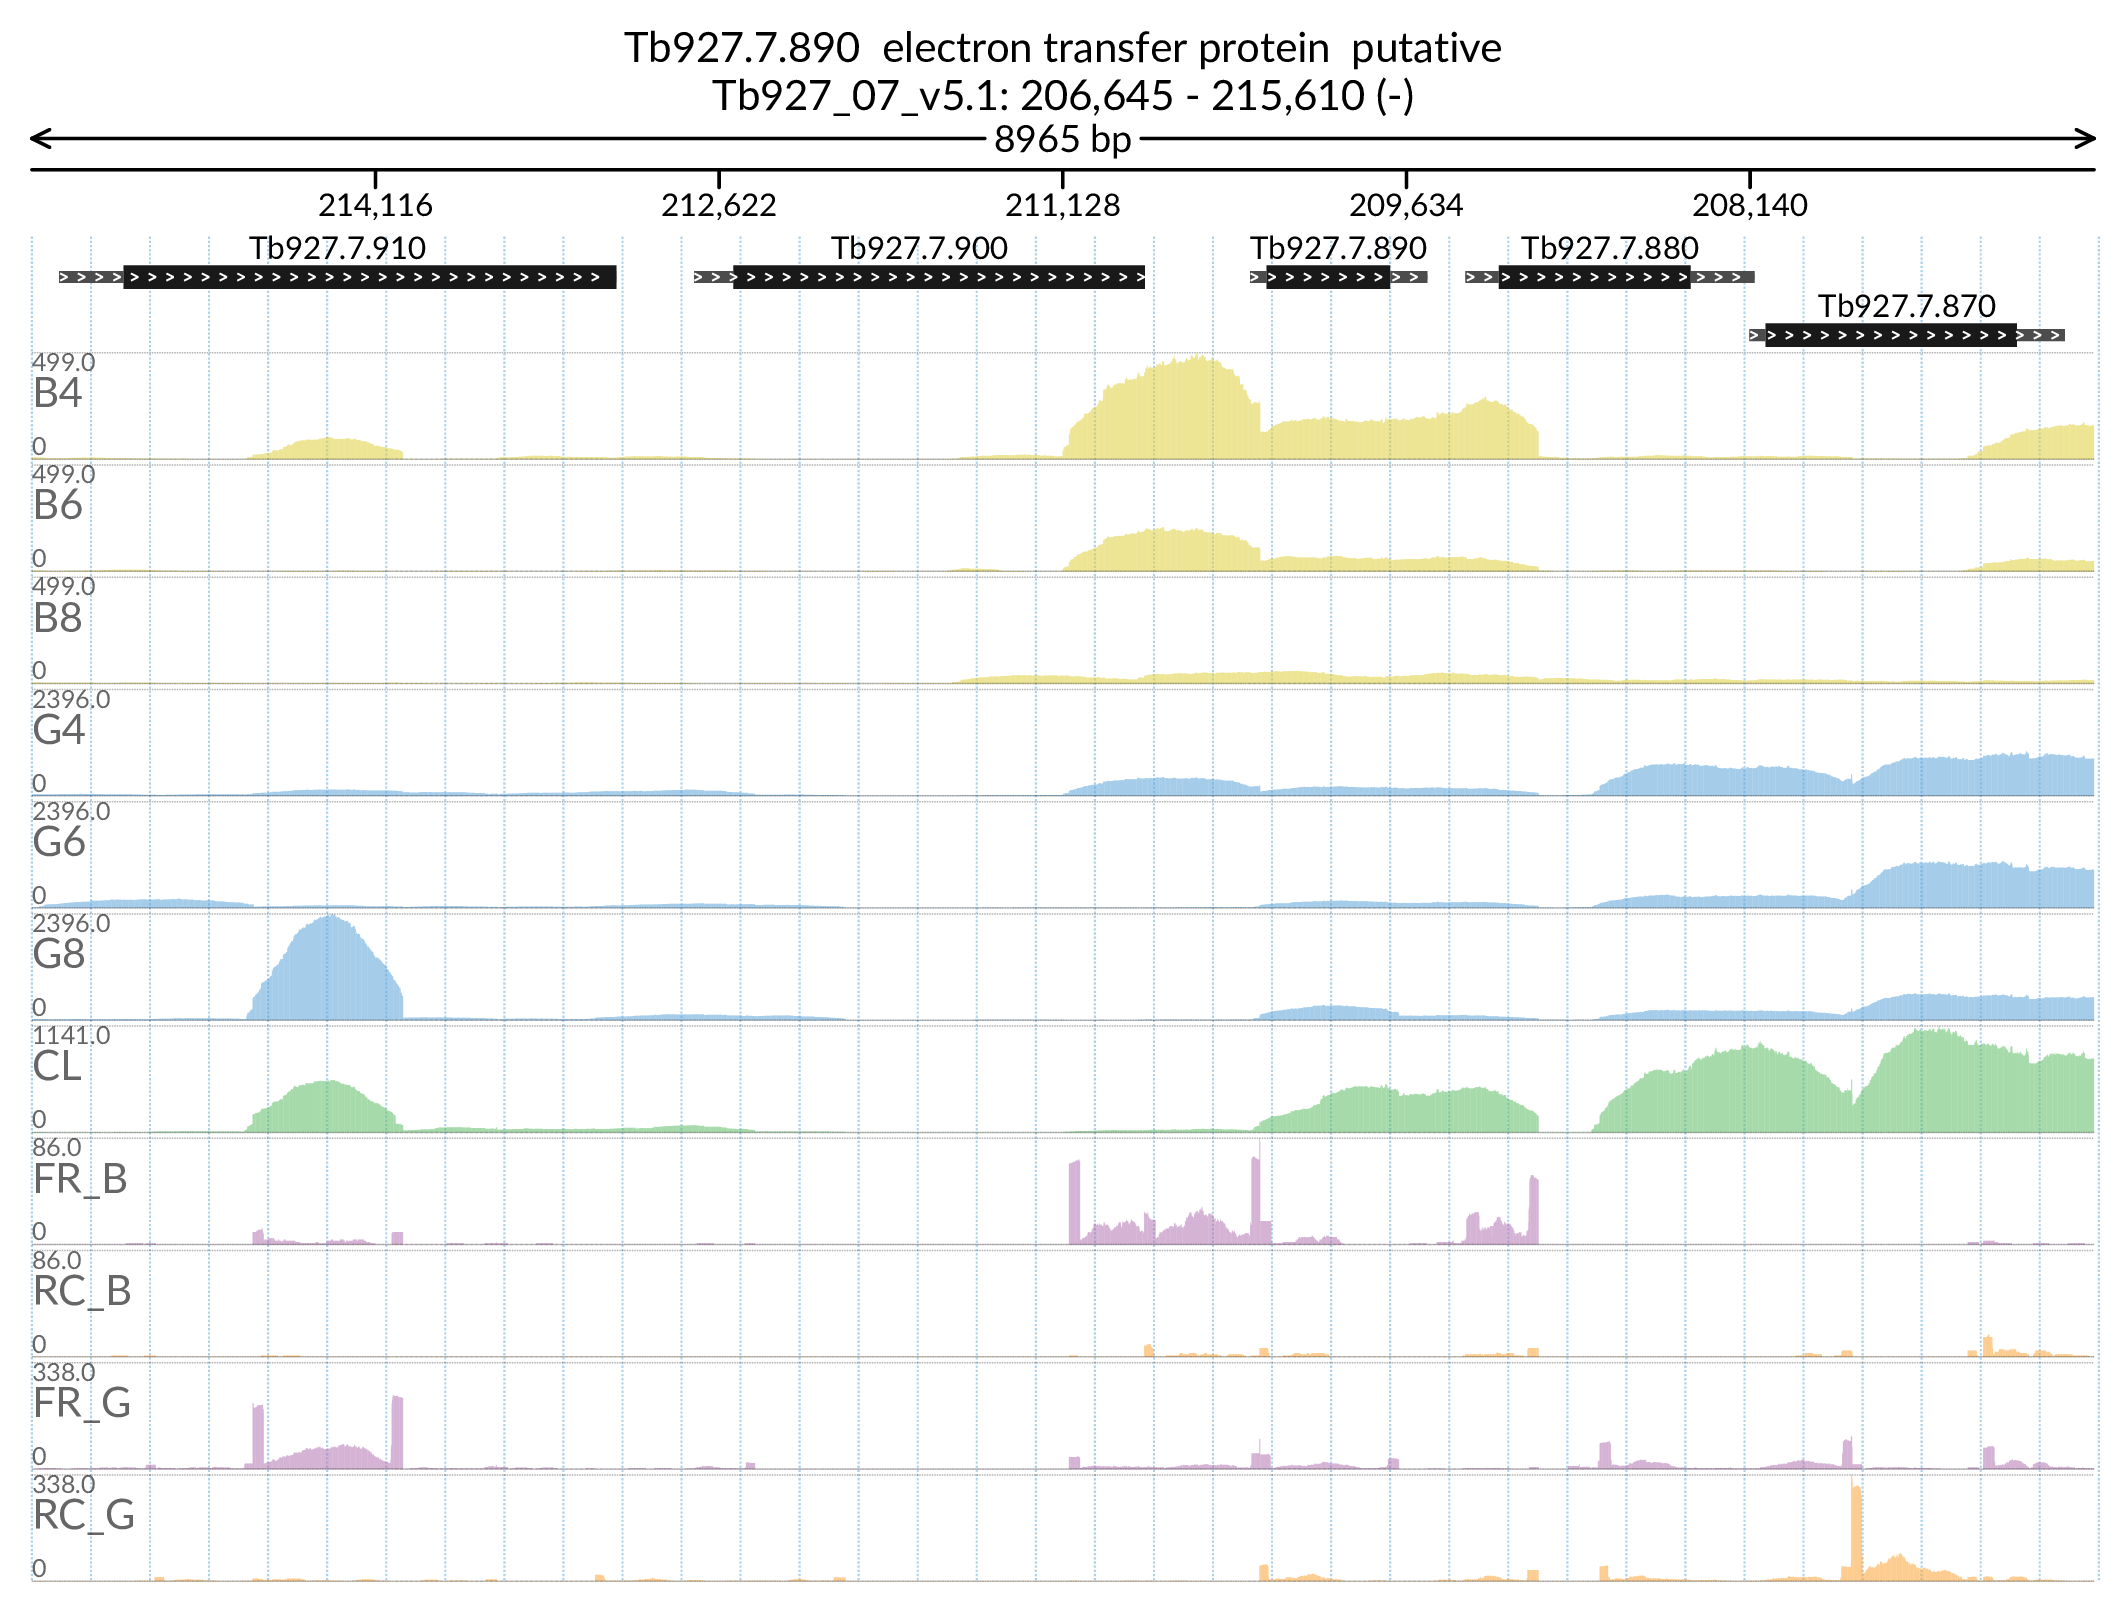 Tb927.7.890  electron transfer protein  putative
Tb927_07_v5.1: 206,645 - 215,610 (-)
8965 bp
214,116 212,622 211,128 209,634 208,140
Tb927.7.910 Tb927.7.900 Tb927.7.890 Tb927.7.880
Tb927.7.870
499.0
B4
0
499.0
B6
0
499.0
B8
0
2396.0
G4
0
2396.0
G6
0
2396.0
G8
0
1141.0
CL
0
86.0
FR_B
0
86.0
RC_B
0
338.0
FR_G
0
338.0
RC_G
0